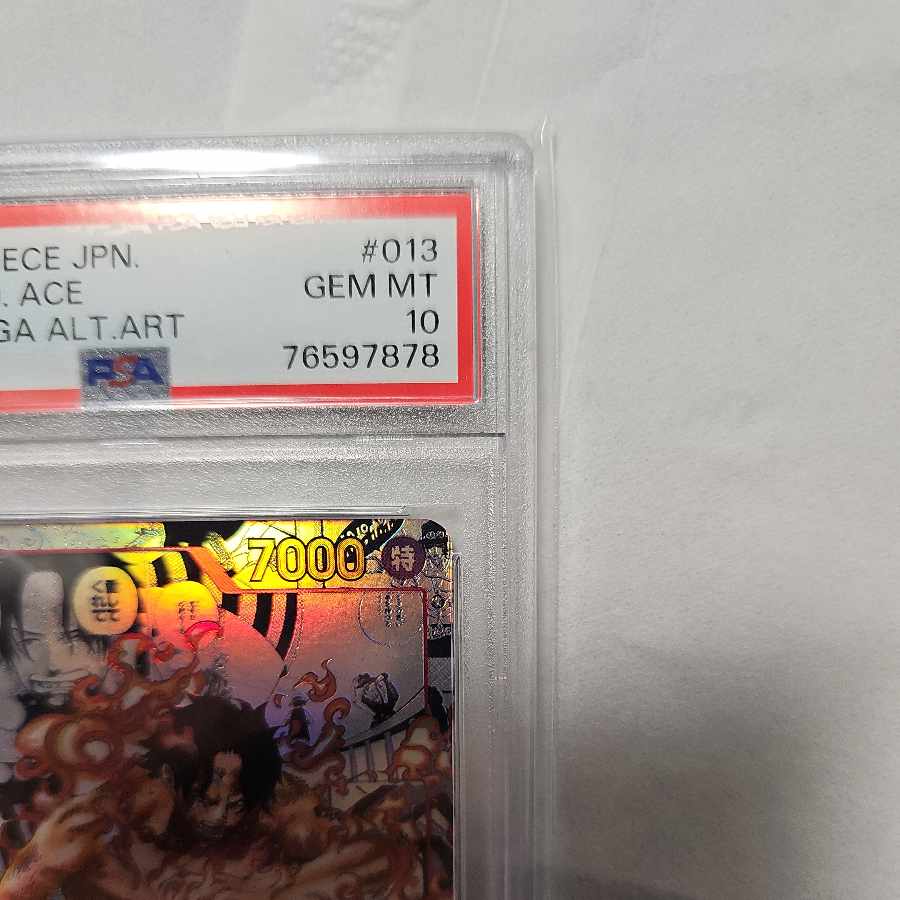 ECE JPN. #013
. ACE GEM MT
GA ALT.ART 10
PSA 76597878
7000 特